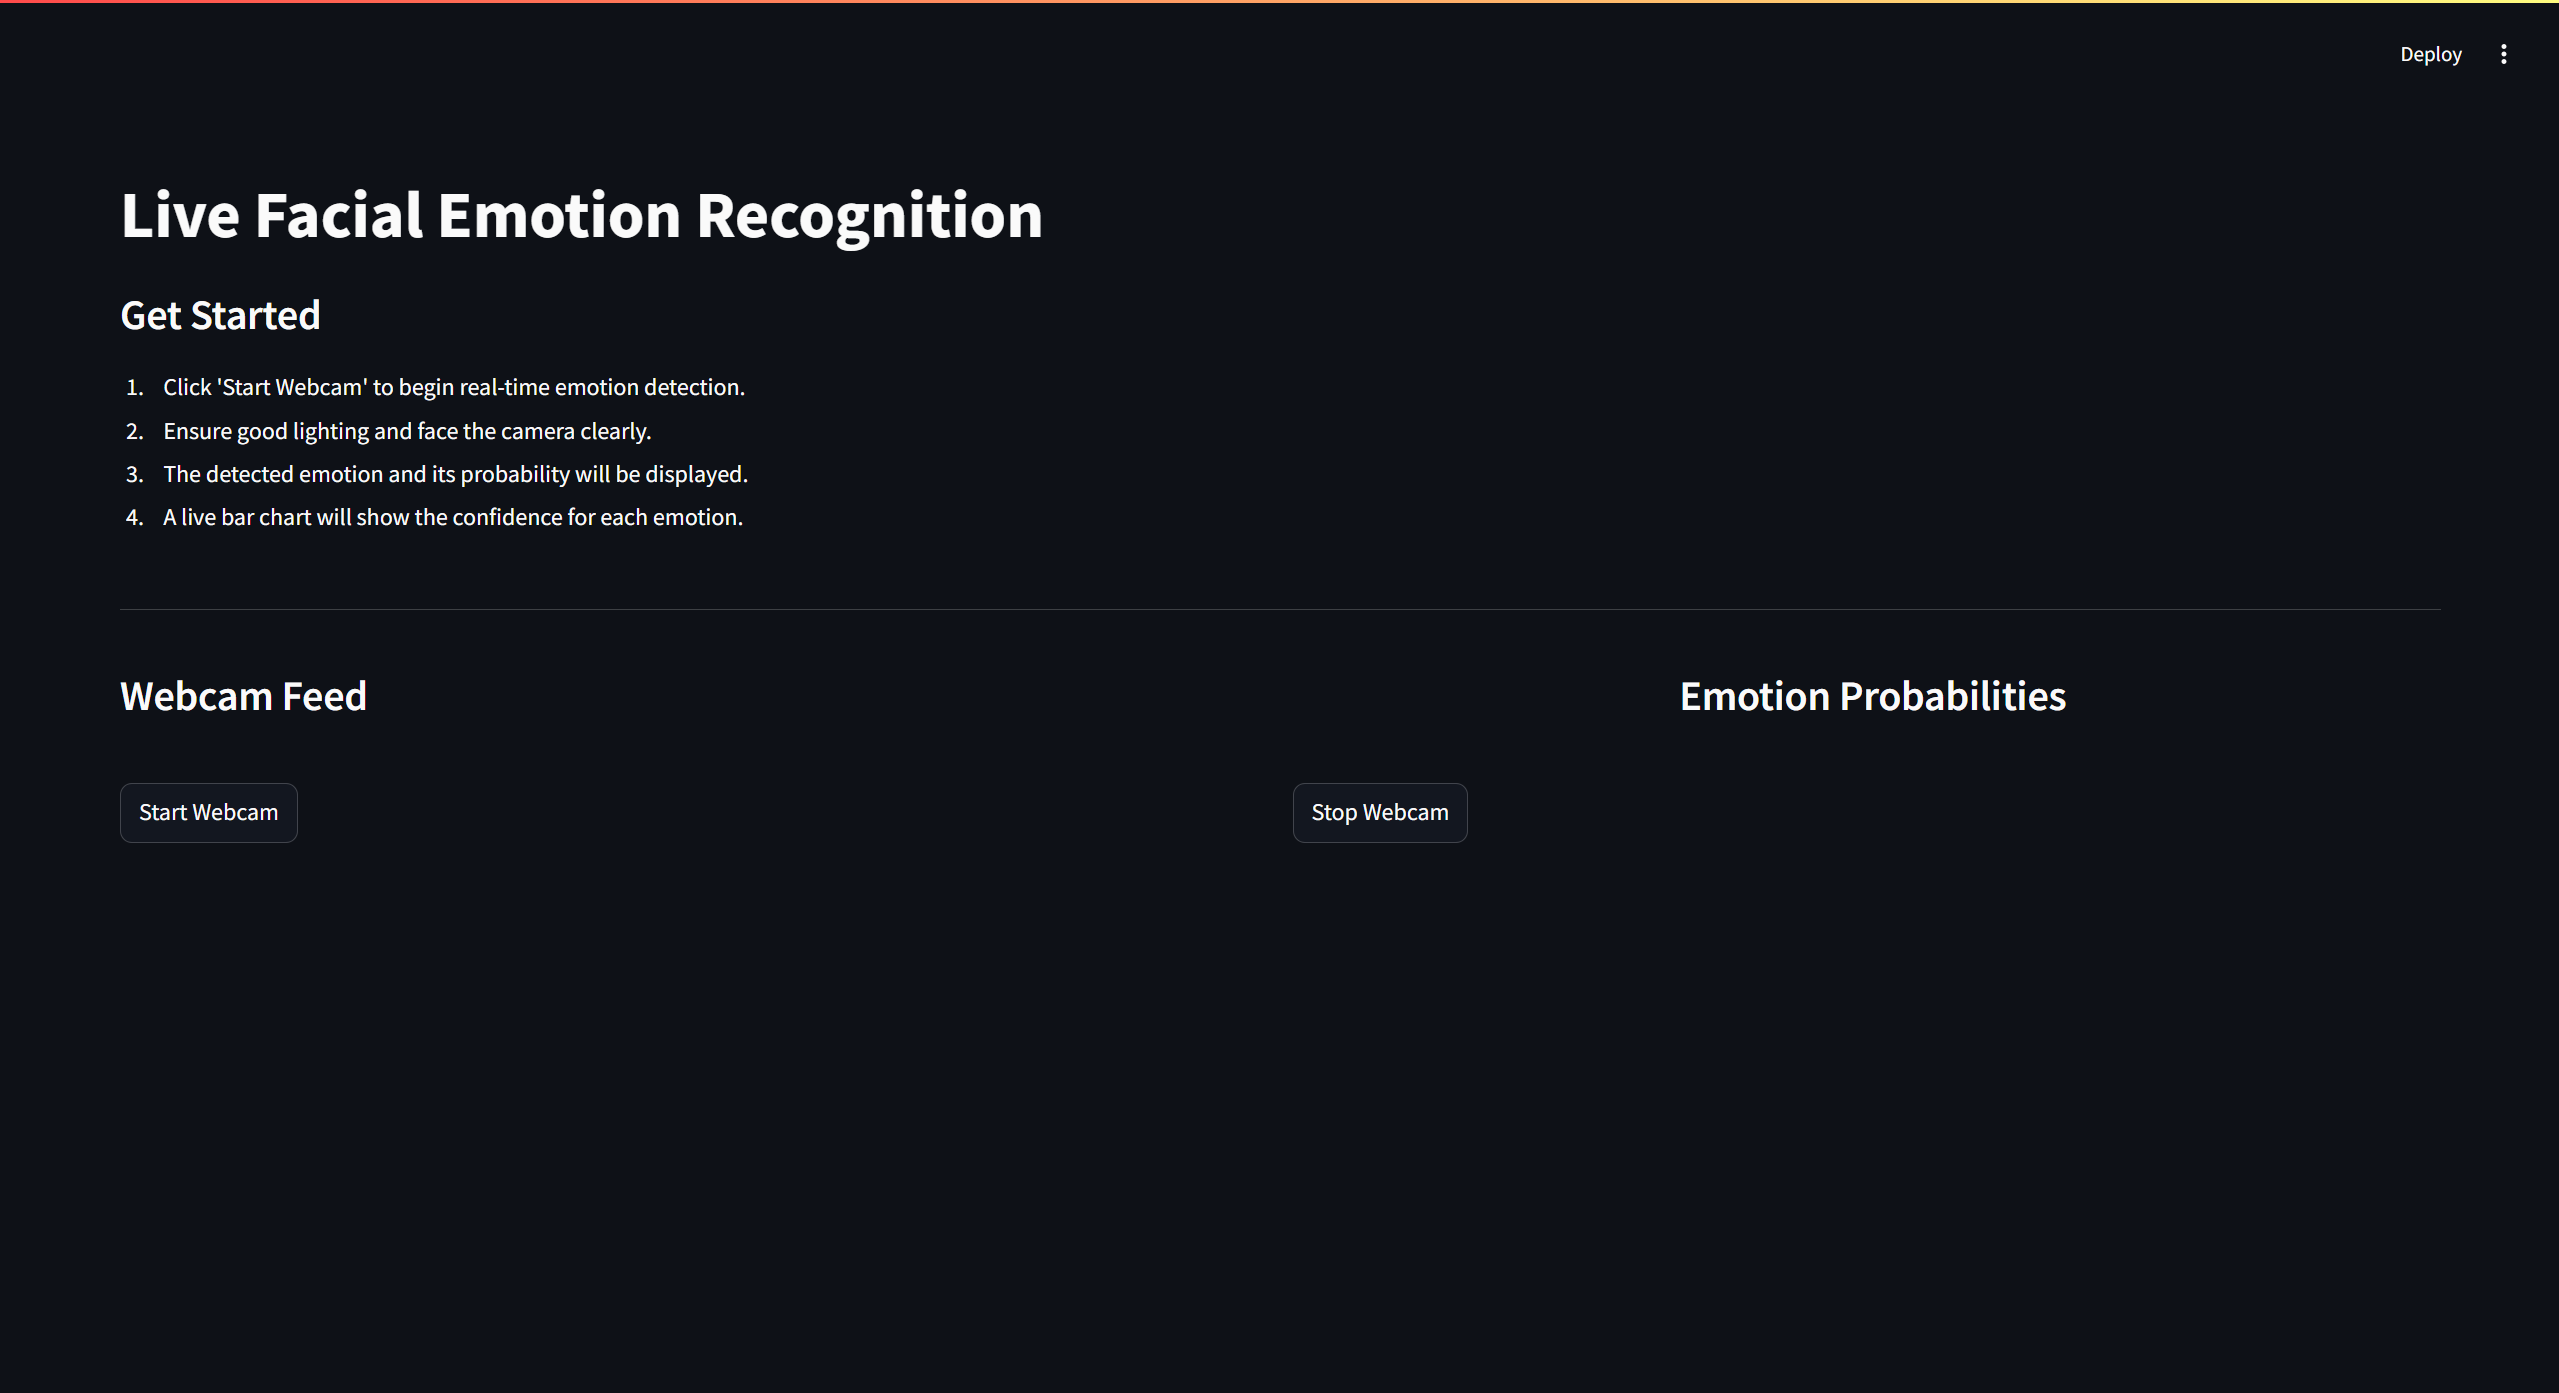 Deploy
Live Facial Emotion Recognition
Get Started
1. Click 'Start Webcam' to begin real-time emotion detection.
2. Ensure good lighting and face the camera clearly.
3. The detected emotion and its probability will be displayed.
4. A live bar chart will show the confidence for each emotion.
Webcam Feed
Start Webcam
Stop Webcam
Emotion Probabilities